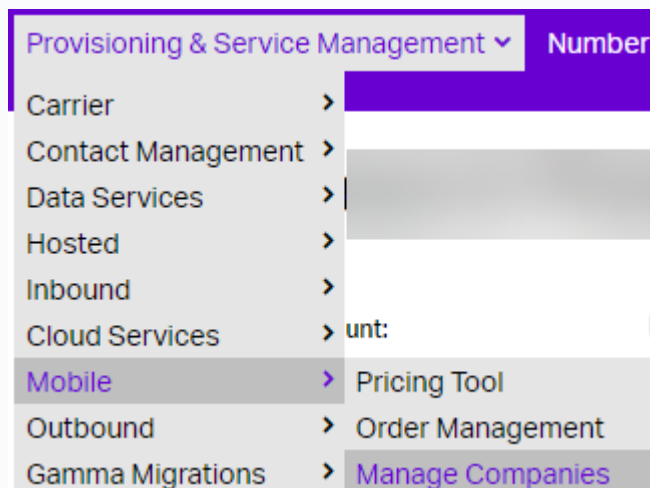 Provisioning & Service Management Number
Carrier
Contact Management
Data Services
Hosted
Inbound
Cloud Services unt:
Mobile Pricing Tool
Outbound Order Management
Gamma Migrations Manage Companies